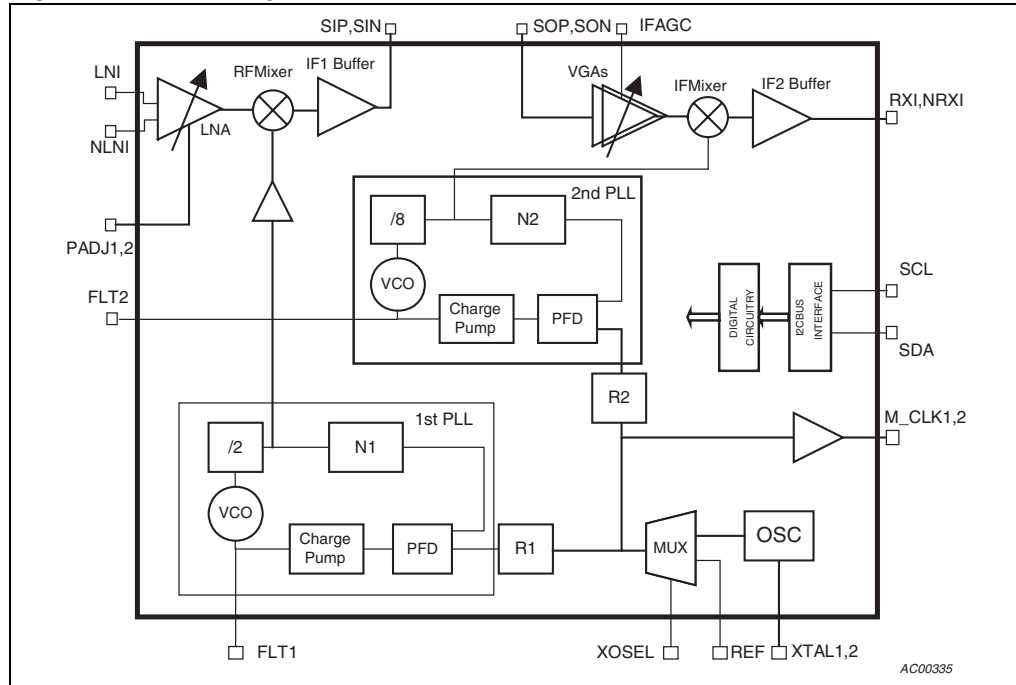 SIP,SIN
SOP,SON
IFAGC
LNI
RFMixer
IF1 Buffer
VGAs
IFMixer
IF2 Buffer
RXI,NRXI
LNA
NLNI
2nd PLL
/8
N2
PADJ1,2
VCO
SCL
FLT2
Charge
Pump
PFD
DIGITAL
CIRCUITRY
I2CBUS
INTERFACE
SDA
R2
1st PLL
M_CLK1,2
/2
N1
VCO
Charge
Pump
PFD
R1
MUX
OSC
FLT1
XOSEL
REF
XTAL1,2
AC00335